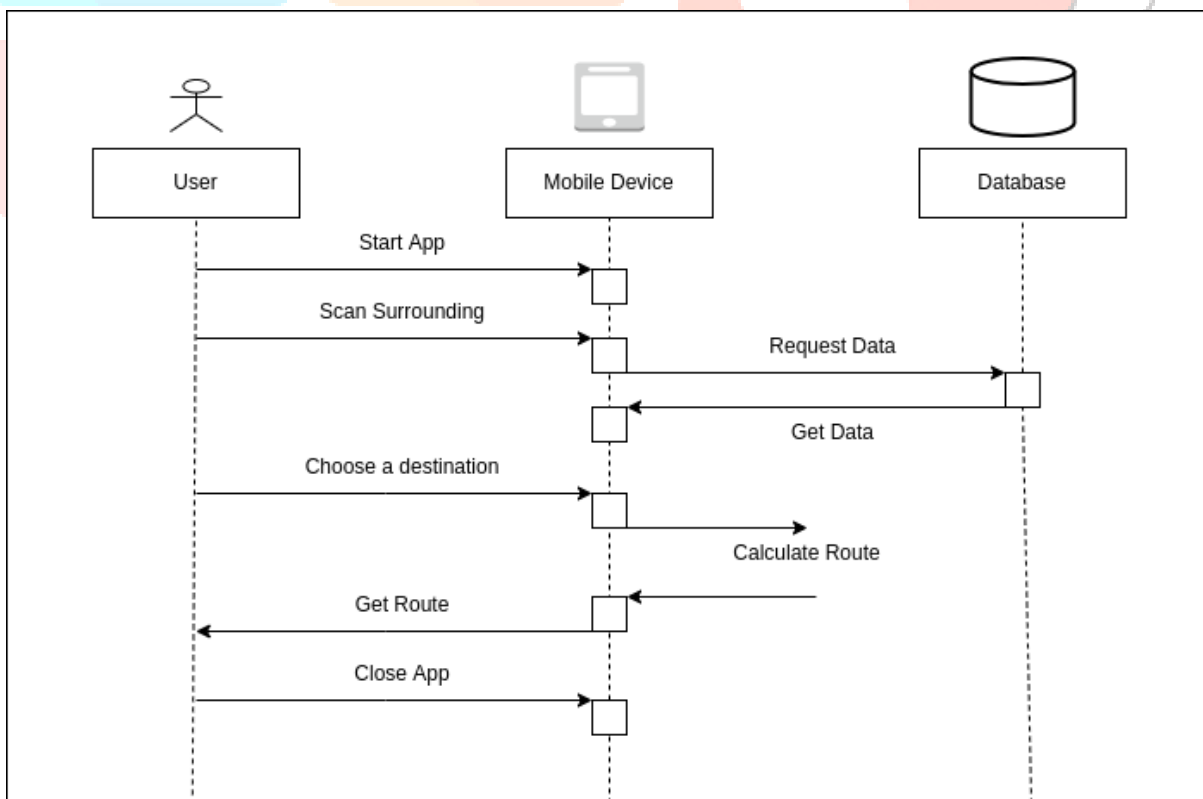 User
Mobile Device
Database
Start App
Scan Surrounding
Request Data
Get Data
Choose a destination
Calculate Route
Get Route
Close App